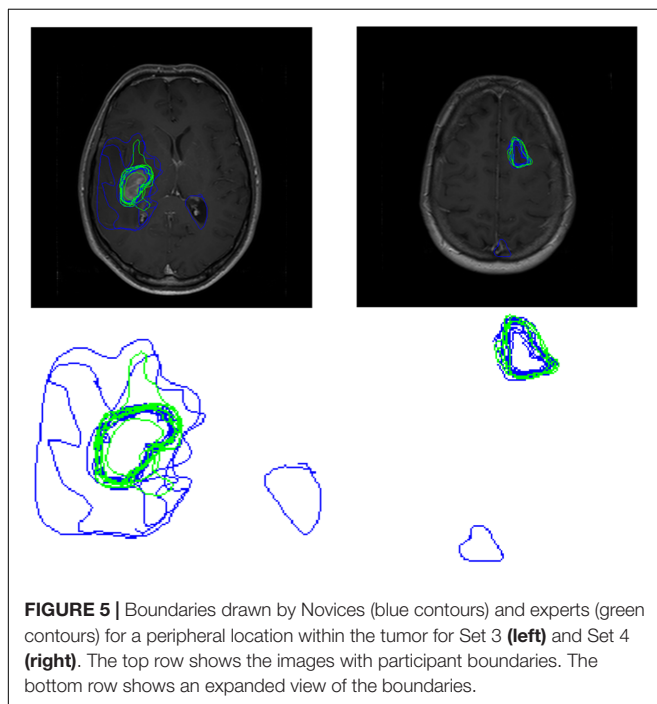 FIGURE 5 | Boundaries drawn by Novices (blue contours) and experts (green
contours) for a peripheral location within the tumor for Set 3 (left) and Set 4
(right). The top row shows the images with participant boundaries. The
bottom row shows an expanded view of the boundaries.